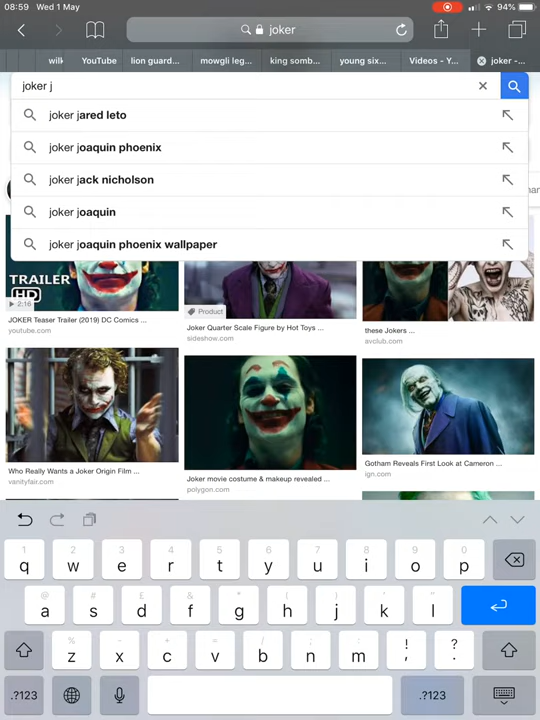 08:59 Wed 1 May
94%
joker
wilk
YouTube
lion guard...
mowgli leg...
king somb...
young six...
Videos - Y...
joker -...
joker j
joker jared leto
joker joaquin phoenix
joker jack nicholson
joker joaquin
joker joaquin phoenix wallpaper
TRAILER
HD
2:16
Product
JOKER Teaser Trailer (2019) DC Comics ...
youtube.com
Joker Quarter Scale Figure by Hot Toys ...
sideshow.com
these Jokers ...
avclub.com
Who Really Wants a Joker Origin Film ...
vanityfair.com
Joker movie costume & makeup revealed ...
polygon.com
Gotham Reveals First Look at Cameron ...
ign.com
1 2 3 4 5 6 7 8 9 0
q w e r t y u i o p
@ # £ & * ( ) ' "
a s d f g h j k l
% - + = / ; : ! ?
z x c v b n m , .
.?123
.?123